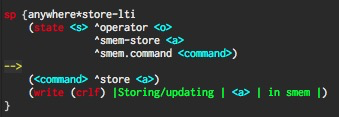 sp {anywhere*store-lti
(state <s> ^operator <o>
^smem-store <a>
^smem.command <command>)
-->
(<command> ^store <a>)
(write (crlf) |Storing/updating | <a> | in smem |)
}